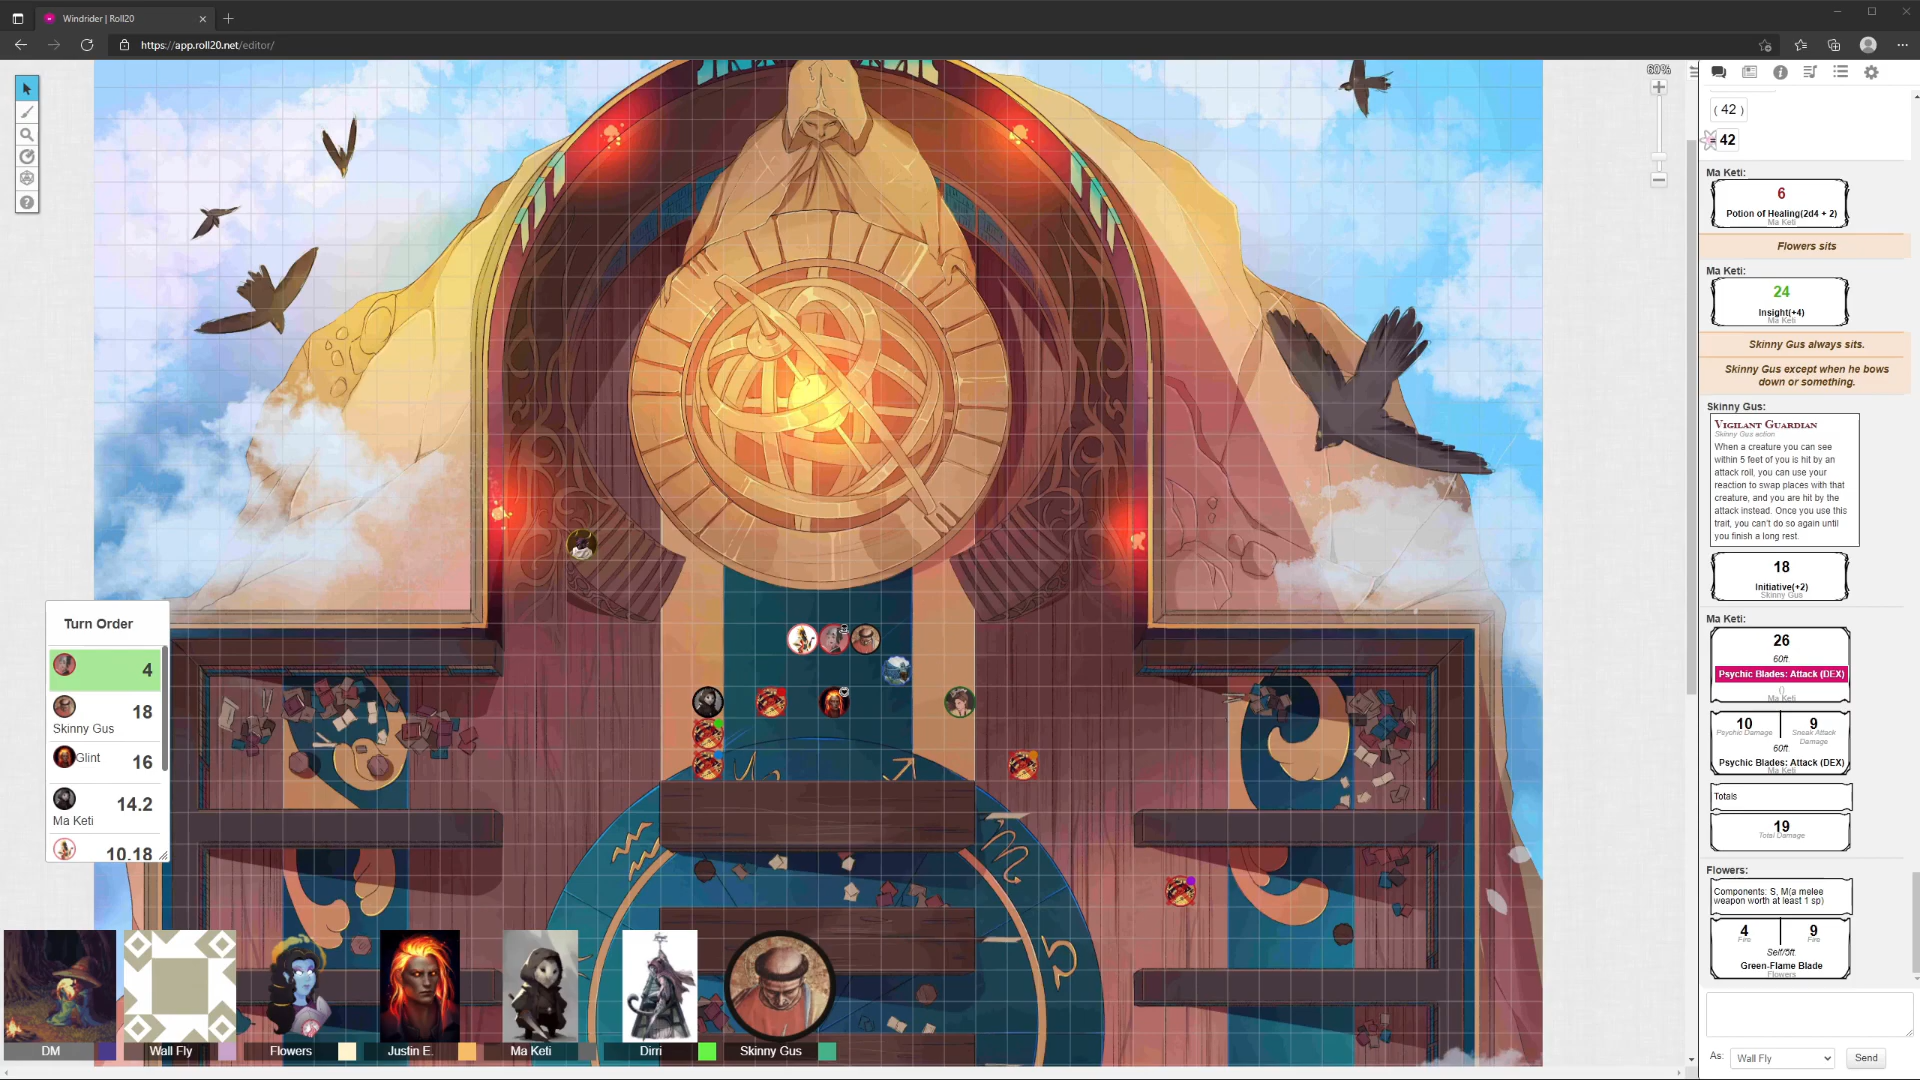 Windrider | Roll20
https://app.roll20.net/editor/
60%
( 42 )
= 42
Ma Keti:
6
Potion of Healing(2d4 + 2)
Ma Keti
Flowers sits
Ma Keti:
24
Insight(+4)
Ma Keti
Skinny Gus always sits.
Skinny Gus except when he bows
down or something.
Skinny Gus:
Vigilant Guardian
Skinny Gus action
When a creature you can see
within 5 feet of you is hit by an
attack roll, you can use your
reaction to swap places with that
creature, and you are hit by the
attack instead. Once you use this
trait, you can't do so again until
you finish a long rest.
18
Initiative(+2)
Skinny Gus
Ma Keti:
26
60ft.
Psychic Blades: Attack (DEX)
()
Ma Keti
10
9
Psychic Damage
Sneak Attack
Damage
60ft.
Psychic Blades: Attack (DEX)
Ma Keti
Totals
19
Total Damage
Flowers:
Components: S, M(a melee
weapon worth at least 1 sp)
4
9
Fire
Fire
Self/5ft.
Green-Flame Blade
Flowers
As:
Wall Fly
Send
Turn Order
4
18
Skinny Gus
Glint
16
14.2
Ma Keti
10.18
DM
Wall Fly
Flowers
Justin E.
Ma Keti
Dirri
Skinny Gus